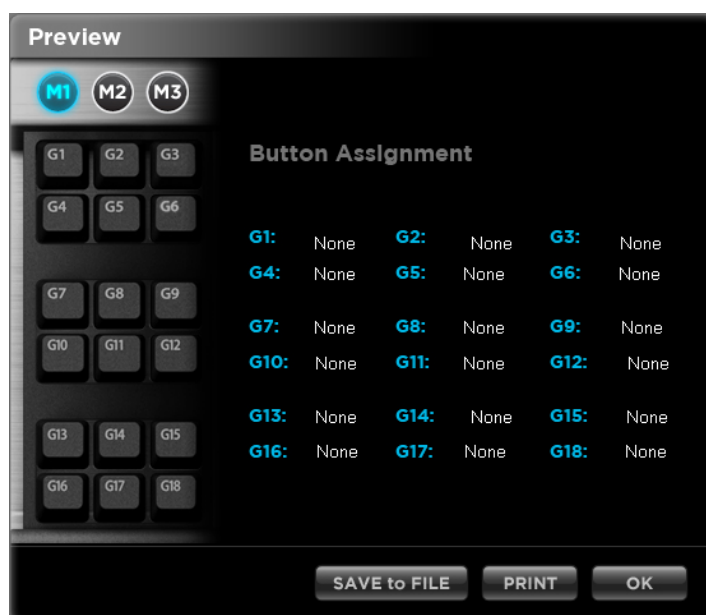 Preview
M1 M2 M3
G1 G2 G3
G4 G5 G6
G7 G8 G9
G10 G11 G12
G13 G14 G15
G16 G17 G18
Button Assignment
G1: None G2: None G3: None
G4: None G5: None G6: None
G7: None G8: None G9: None
G10: None G11: None G12: None
G13: None G14: None G15: None
G16: None G17: None G18: None
SAVE to FILE PRINT OK